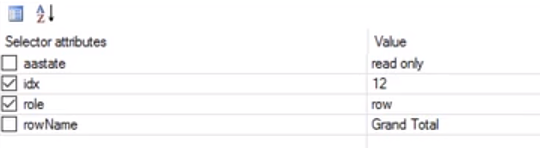 A Z
Selector attributes Value
aastate read only
idx 12
role row
rowName Grand Total